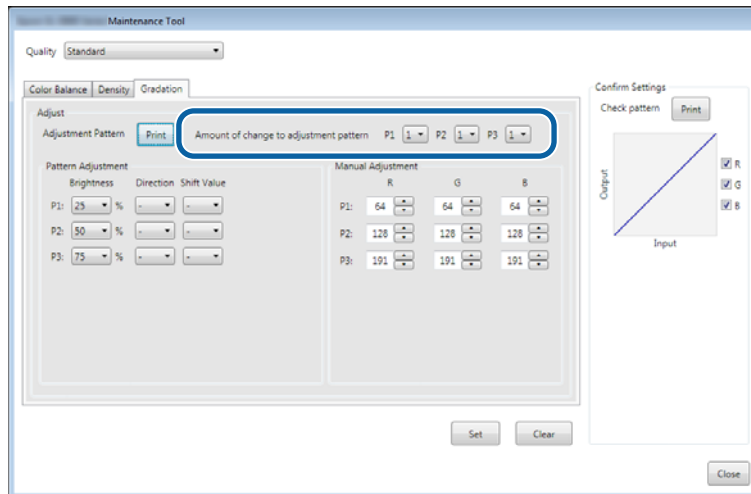 Maintenance Tool
Quality Standard
Color Balance Density Gradation
Adjust
Adjustment Pattern Print Amount of change to adjustment pattern P1 1 P2 1 P3 1
Pattern Adjustment
Brightness Direction Shift Value
P1: 25 % - -
P2: 50 % - -
P3: 75 % - -
Manual Adjustment
R G B
P1: 64 64 64
P2: 128 128 128
P3: 191 191 191
Set Clear
Confirm Settings
Check pattern Print
Output
Input
R
G
B
Close